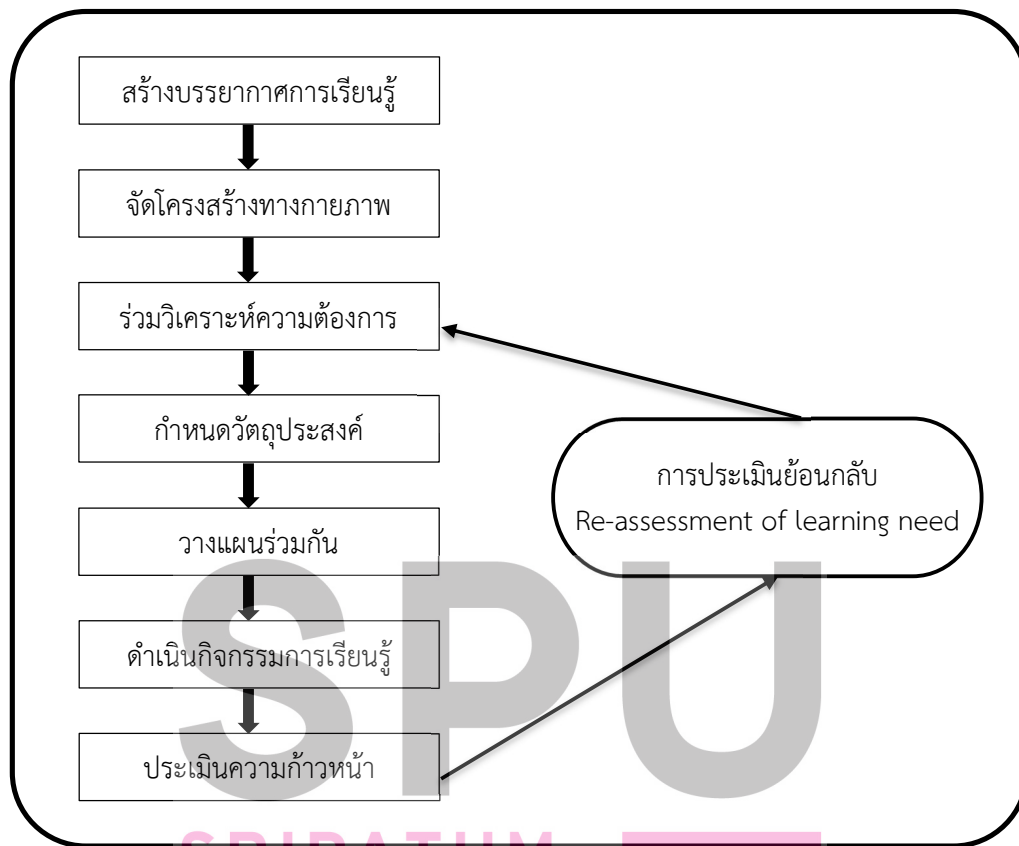 สร้างบรรยากาศการเรียนรู้
จัดโครงสร้างทางกายภาพ
ร่วมวิเคราะห์ความต้องการ
กำหนดวัตถุประสงค์
วางแผนร่วมกัน
ดำเนินกิจกรรมการเรียนรู้
ประเมินความก้าวหน้า
การประเมินย้อนกลับ
Re-assessment of learning need
SPU
SRIPATUM